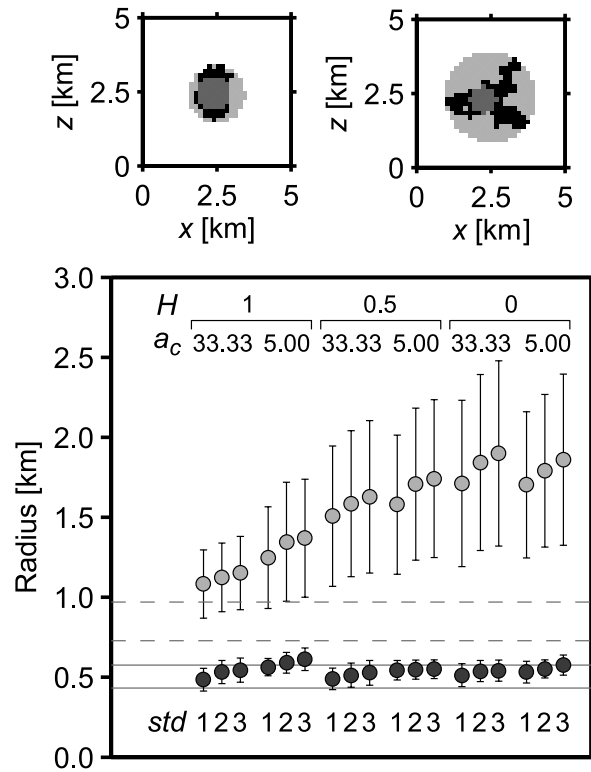 5
5
z [km]
2.5
z [km]
2.5
0
0
0 2.5 5
0 2.5 5
x [km]
x [km]
3.0
H 1 0.5 0
a_c 33.33 5.00 33.33 5.00 33.33 5.00
2.5
2.0
Radius [km]
1.5
1.0
0.5
std 1 2 3 1 2 3 1 2 3 1 2 3 1 2 3 1 2 3
0.0